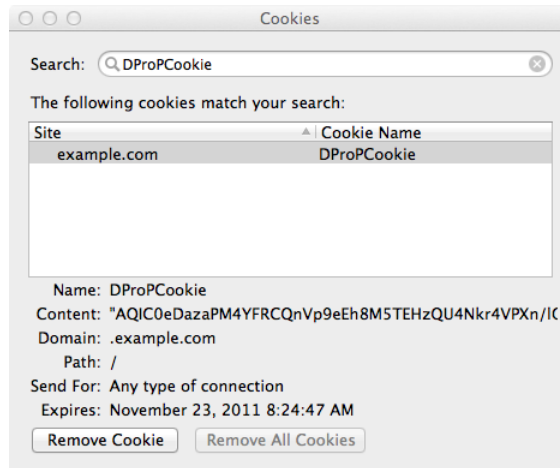 Cookies
Search: DProPCookie
The following cookies match your search:
Site Cookie Name
example.com DProPCookie
Name: DProPCookie
Content: "AQIC0eDazaPM4YFRCQnVp9eEh8M5TEHzQU4Nkr4VPXn/l
Domain: .example.com
Path: /
Send For: Any type of connection
Expires: November 23, 2011 8:24:47 AM
Remove Cookie Remove All Cookies